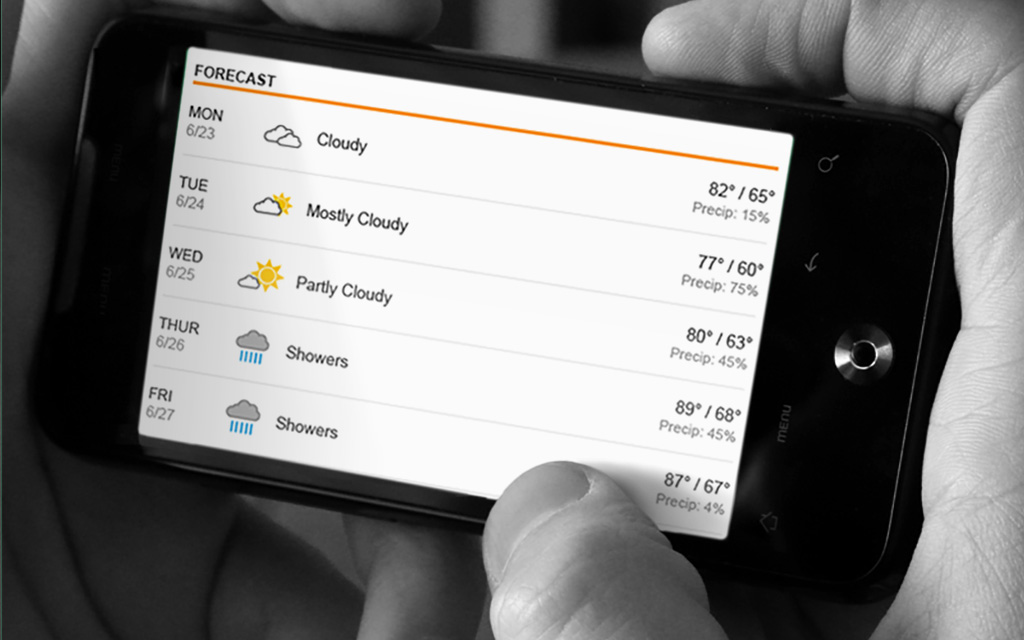 FORECAST
MON
6/23
Cloudy
82° / 65°
Precip: 15%
TUE
6/24
Mostly Cloudy
77° / 60°
Precip: 75%
WED
6/25
Partly Cloudy
80° / 63°
Precip: 45%
THUR
6/26
Showers
89° / 68°
Precip: 45%
FRI
6/27
Showers
87° / 67°
Precip: 4%
menu